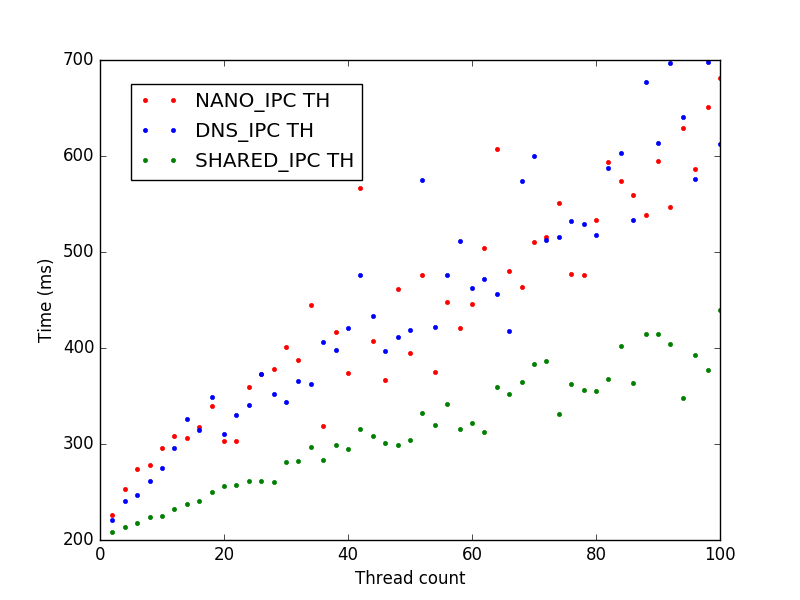 700
600
500
400
300
200
Time (ms)
NANO_IPC TH
DNS_IPC TH
SHARED_IPC TH
0
20
40
60
80
100
Thread count